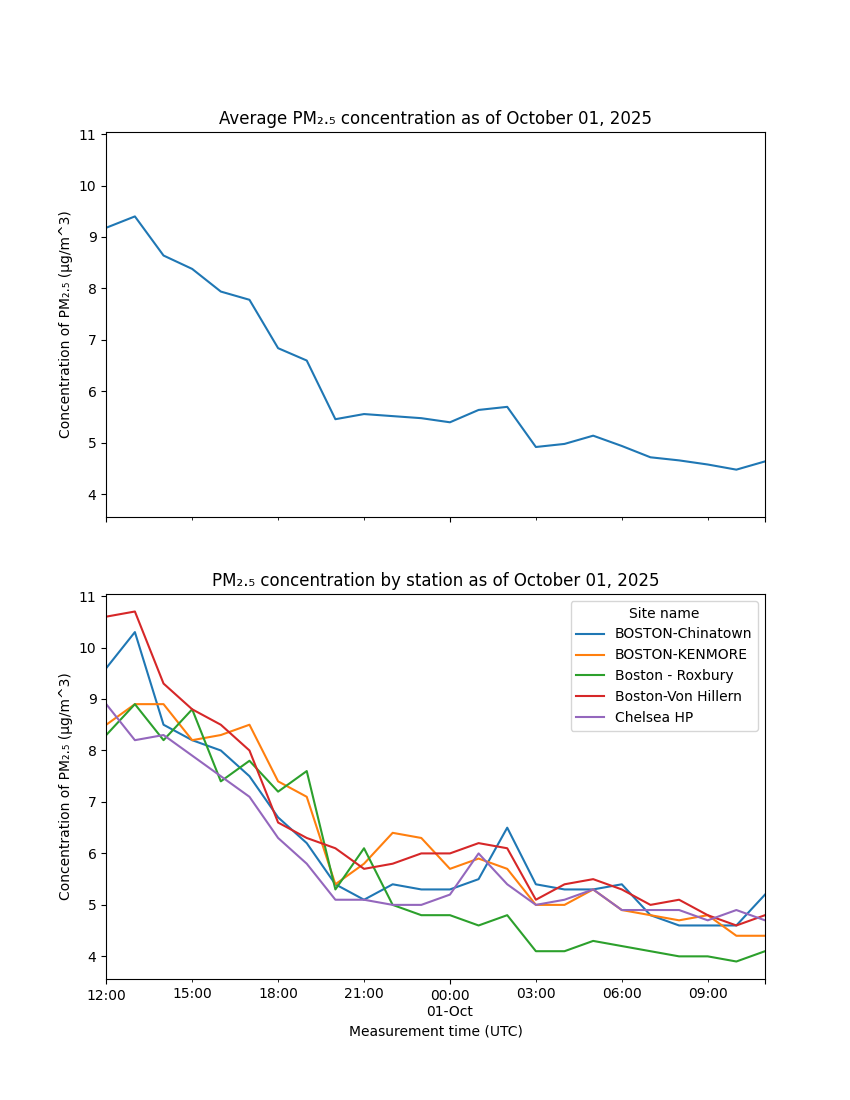 Average PM₂.₅ concentration as of October 01, 2025
11
10
9
8
7
6
5
4
Concentration of PM₂.₅ (µg/m^3)
PM₂.₅ concentration by station as of October 01, 2025
11
10
9
8
7
6
5
4
Concentration of PM₂.₅ (µg/m^3)
Site name
BOSTON-Chinatown
BOSTON-KENMORE
Boston - Roxbury
Boston-Von Hillern
Chelsea HP
12:00 15:00 18:00 21:00 00:00 03:00 06:00 09:00
01-Oct
Measurement time (UTC)